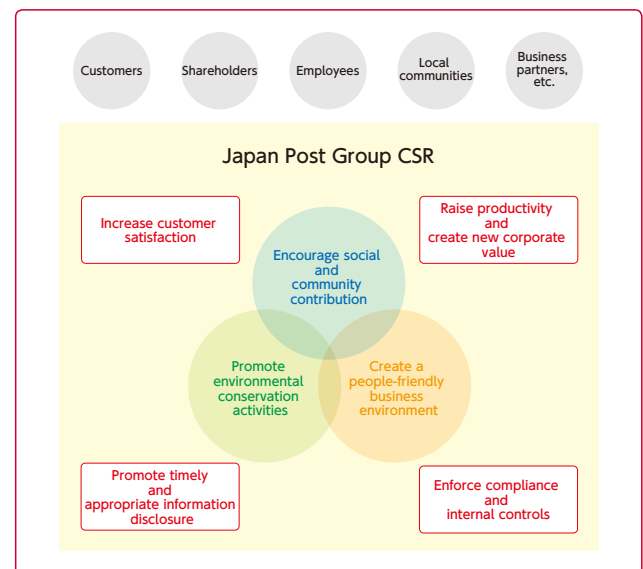 Customers
Shareholders
Employees
Local
communities
Business
partners,
etc.
Japan Post Group CSR
Increase customer
satisfaction
Raise productivity
and
create new corporate
value
Encourage social
and
community
contribution
Promote
environmental
conservation
activities
Create a
people-friendly
business
environment
Promote timely
and
appropriate information
disclosure
Enforce compliance
and
internal controls